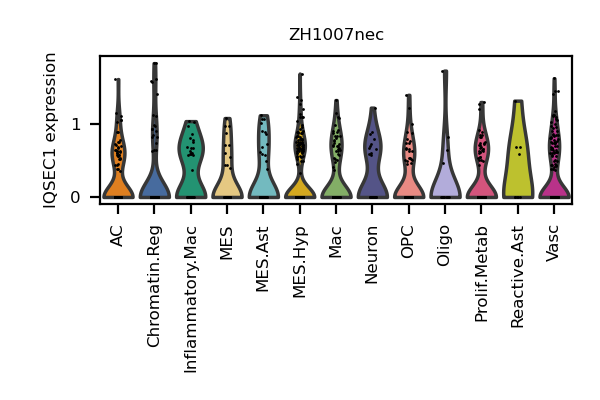 ZH1007nec
IQSEC1 expression
1
0
AC
Chromatin.Reg
Inflammatory.Mac
MES
MES.Ast
MES.Hyp
Mac
Neuron
OPC
Oligo
Prolif.Metab
Reactive.Ast
Vasc